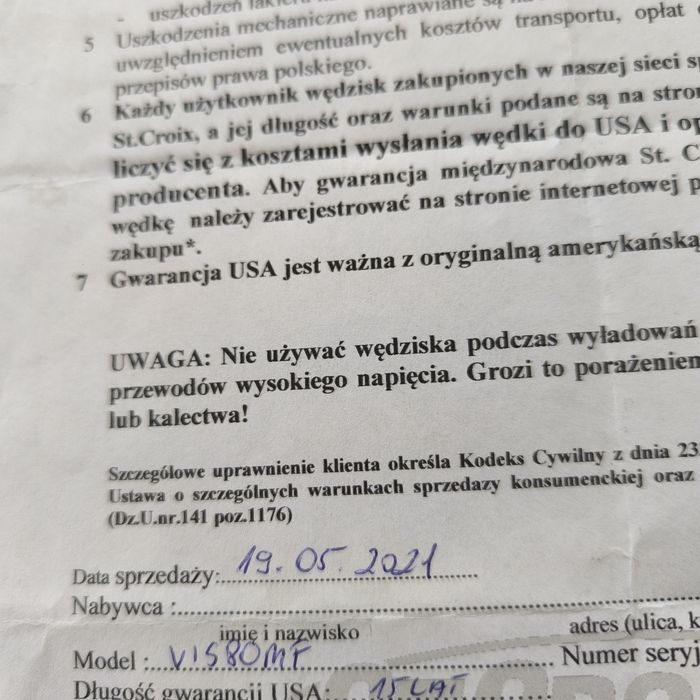 - uszkodzeń lakieru
5 Uszkodzenia mechaniczne naprawiane są
uwzględnieniem ewentualnych kosztów transportu, opłat
przepisów prawa polskiego.
6 Każdy użytkownik wędzisk zakupionych w naszej sieci
St.Croix, a jej długość oraz warunki podane są na
liczyć się z kosztami wysłania wędki do USA i
producenta. Aby gwarancja międzynarodowa St. C
wędkę należy zarejestrować na stronie internetowej p
zakupu*.
7 Gwarancja USA jest ważna z oryginalną amerykańską
UWAGA: Nie używać wędziska podczas wyładowań
przewodów wysokiego napięcia. Grozi to porażeniem
lub kalectwa!
Szczegółowe uprawnienie klienta określa Kodeks Cywilny z dnia 23.
Ustawa o szczególnych warunkach sprzedazy konsumenckiej oraz
(Dz.U.nr.141 poz.1176)
Data sprzedaży: 19.05.2021
Nabywca :
imię i nazwisko adres (ulica, k
Model : VIS80MF Numer seryj
Długość gwarancji USA: 15 LAT